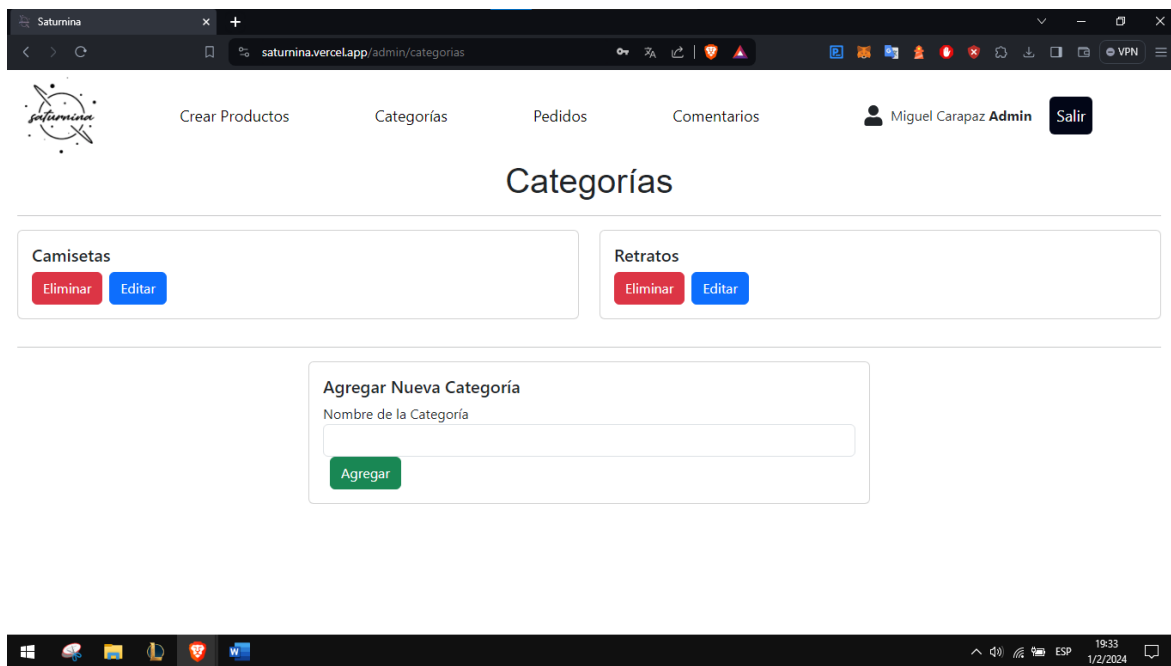 Saturnina
saturnina.vercel.app/admin/categorias
VPN
saturnina
Crear Productos
Categorías
Pedidos
Comentarios
Miguel Carapaz Admin
Salir
Categorías
Camisetas
Eliminar
Editar
Retratos
Eliminar
Editar
Agregar Nueva Categoría
Nombre de la Categoría
Agregar
ESP
19:33
1/2/2024